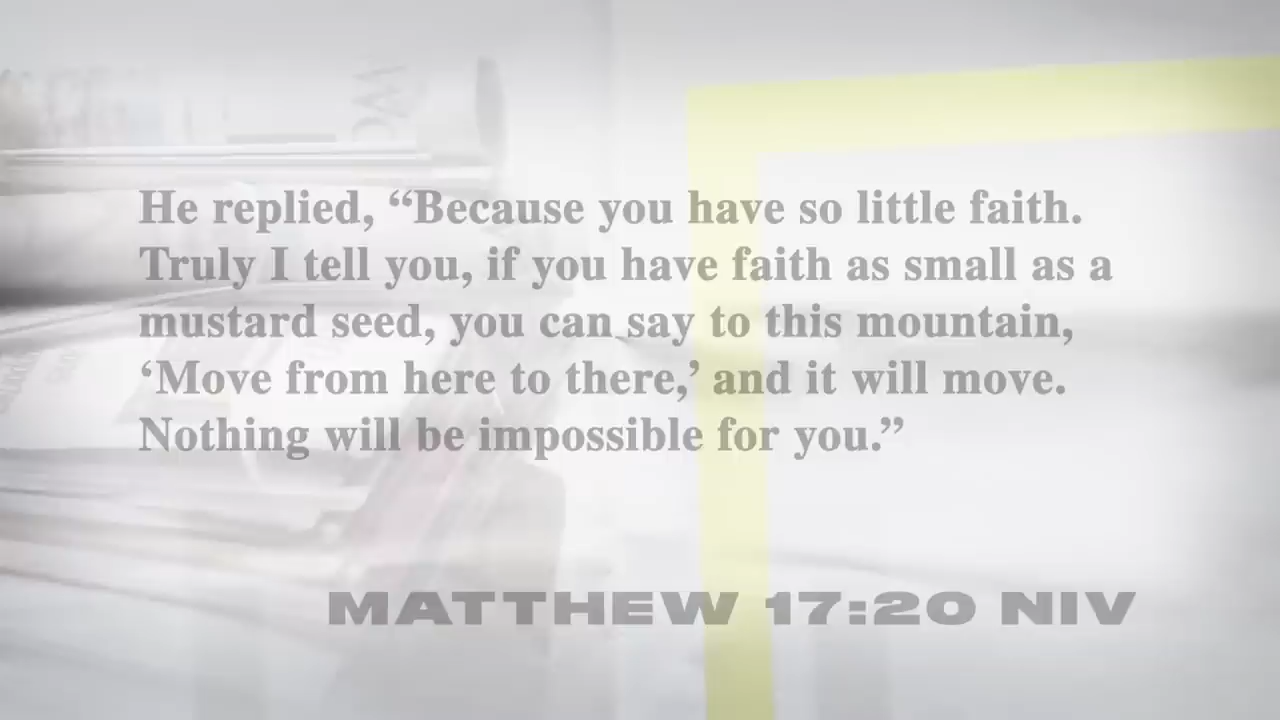 He replied, “Because you have so little faith.
Truly I tell you, if you have faith as small as a
mustard seed, you can say to this mountain,
‘Move from here to there,’ and it will move.
Nothing will be impossible for you.”
MATTHEW 17:20 NIV